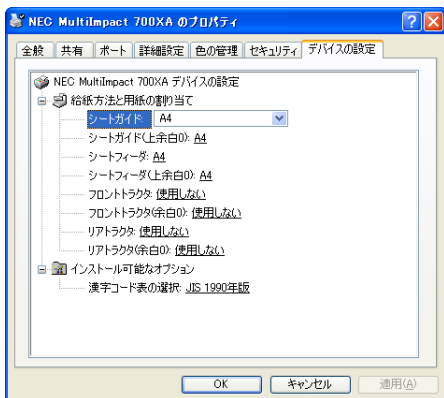 NEC MultiImpact 700XA のプロパティ
全般 共有 ポート 詳細設定 色の管理 セキュリティ デバイスの設定
NEC MultiImpact 700XA デバイスの設定
給紙方法と用紙の割り当て
シートガイド: A4
シートガイド(上余白0): A4
シートフィーダ: A4
シートフィーダ(上余白0): A4
フロントトラクタ: 使用しない
フロントトラクタ(余白0): 使用しない
リアトラクタ: 使用しない
リアトラクタ(余白0): 使用しない
インストール可能なオプション
漢字コード表の選択: JIS 1990年版
OK キャンセル 適用(A)